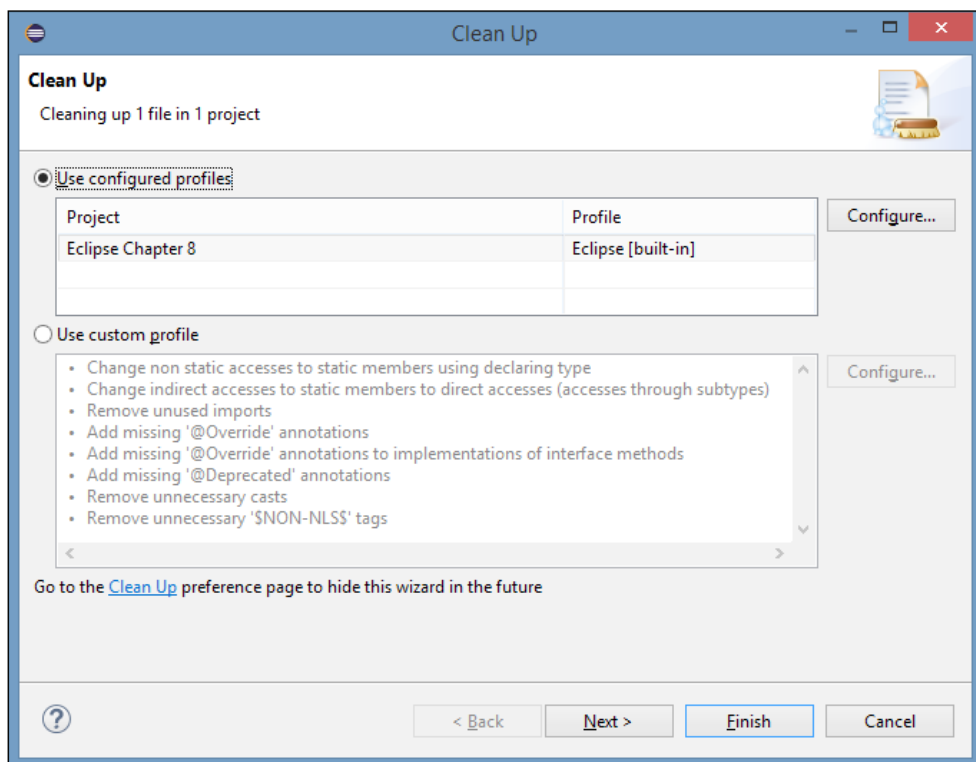 Clean Up
Clean Up
Cleaning up 1 file in 1 project
Use configured profiles
Project Profile Configure...
Eclipse Chapter 8 Eclipse [built-in]
Use custom profile
• Change non static accesses to static members using declaring type Configure...
• Change indirect accesses to static members to direct accesses (accesses through subtypes)
• Remove unused imports
• Add missing '@Override' annotations
• Add missing '@Override' annotations to implementations of interface methods
• Add missing '@Deprecated' annotations
• Remove unnecessary casts
• Remove unnecessary '$NON-NLS$' tags
Go to the Clean Up preference page to hide this wizard in the future
? < Back Next > Finish Cancel